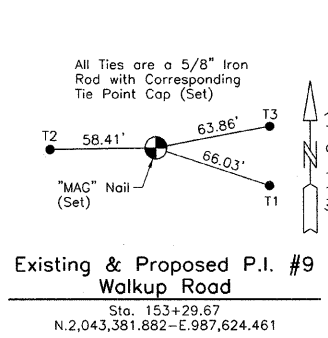 All Ties are a 5/8" Iron
Rod with Corresponding
Tie Point Cap (Set)
T2
58.41'
63.86'
T3
66.03'
"MAG" Nail
(Set)
T1
N
Existing & Proposed P.I. #9
Walkup Road
Sta. 153+29.67
N.2,043,381.882-E.987,624.461